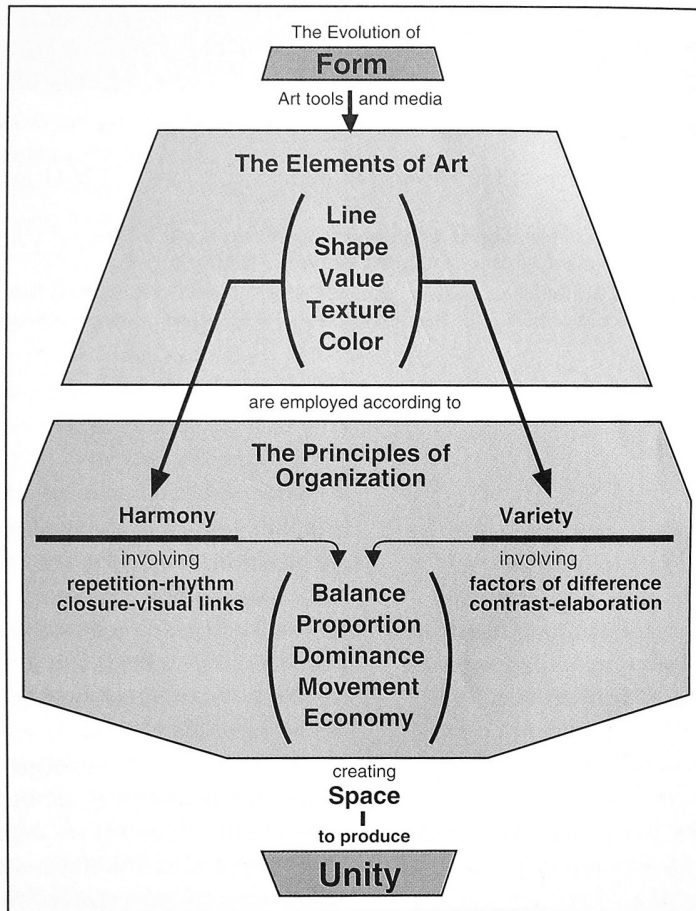 The Evolution of
Form
Art tools and media
The Elements of Art
Line
Shape
Value
Texture
Color
are employed according to
The Principles of
Organization
Harmony
involving
repetition-rhythm
closure-visual links
Variety
involving
factors of difference
contrast-elaboration
Balance
Proportion
Dominance
Movement
Economy
creating
Space
to produce
Unity